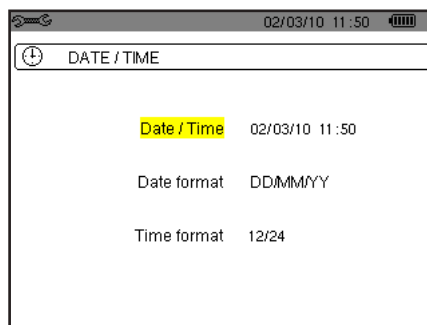 02/03/10 11:50
DATE / TIME
Date / Time 02/03/10 11:50
Date format DD/MM/YY
Time format 12/24